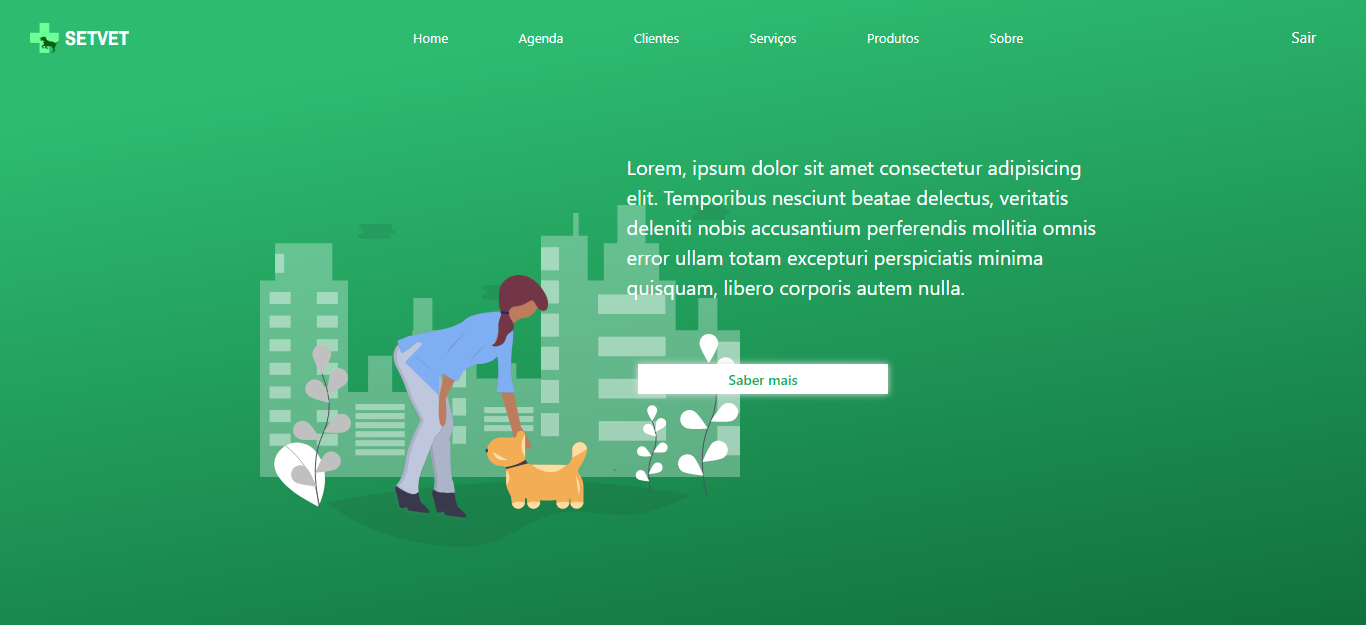 SETVET
Home
Agenda
Clientes
Serviços
Produtos
Sobre
Sair
Lorem, ipsum dolor sit amet consectetur adipisicing
elit. Temporibus nesciunt beatae delectus, veritatis
deleniti nobis accusantium perferendis mollitia omnis
error ullam totam excepturi perspiciatis minima
quisquam, libero corporis autem nulla.
Saber mais